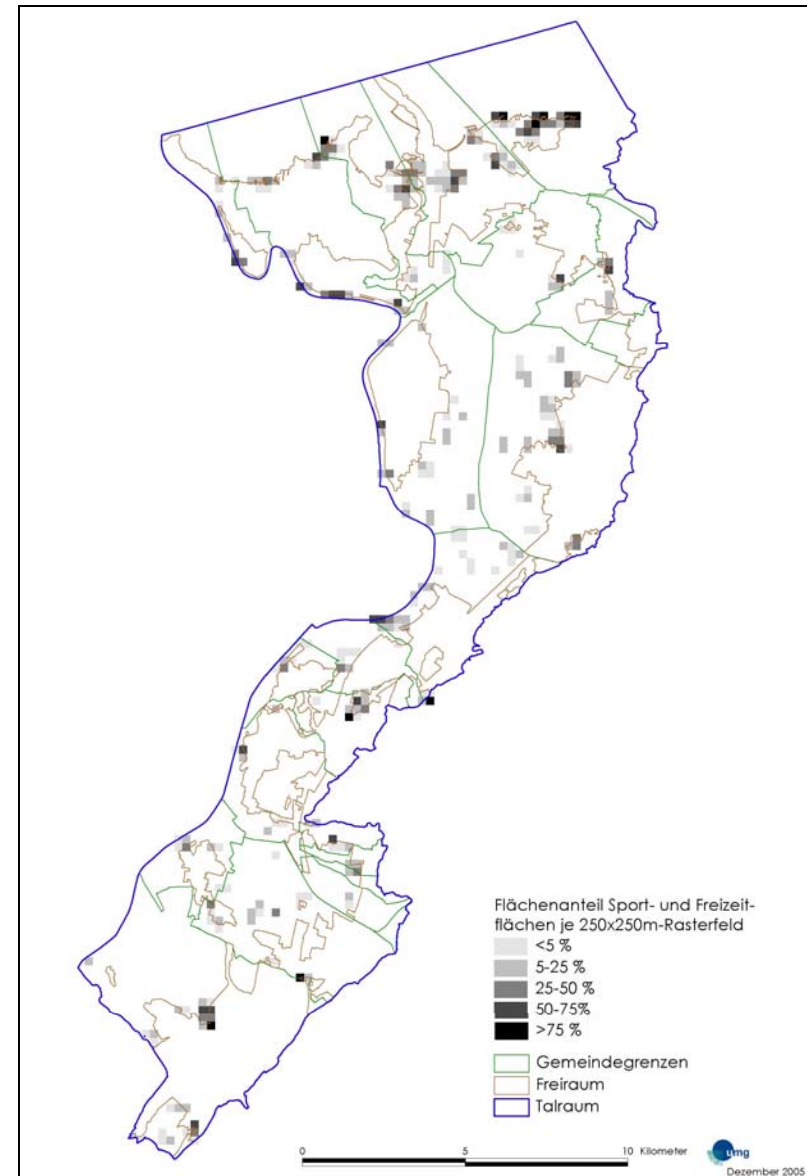 Flächenanteil Sport- und Freizeit-
flächen je 250x250m-Rasterfeld
<5 %
5-25 %
25-50 %
50-75%
>75 %
Gemeindegrenzen
Freiraum
Talraum
0 5 10 Kilometer
umg
Dezember 2005